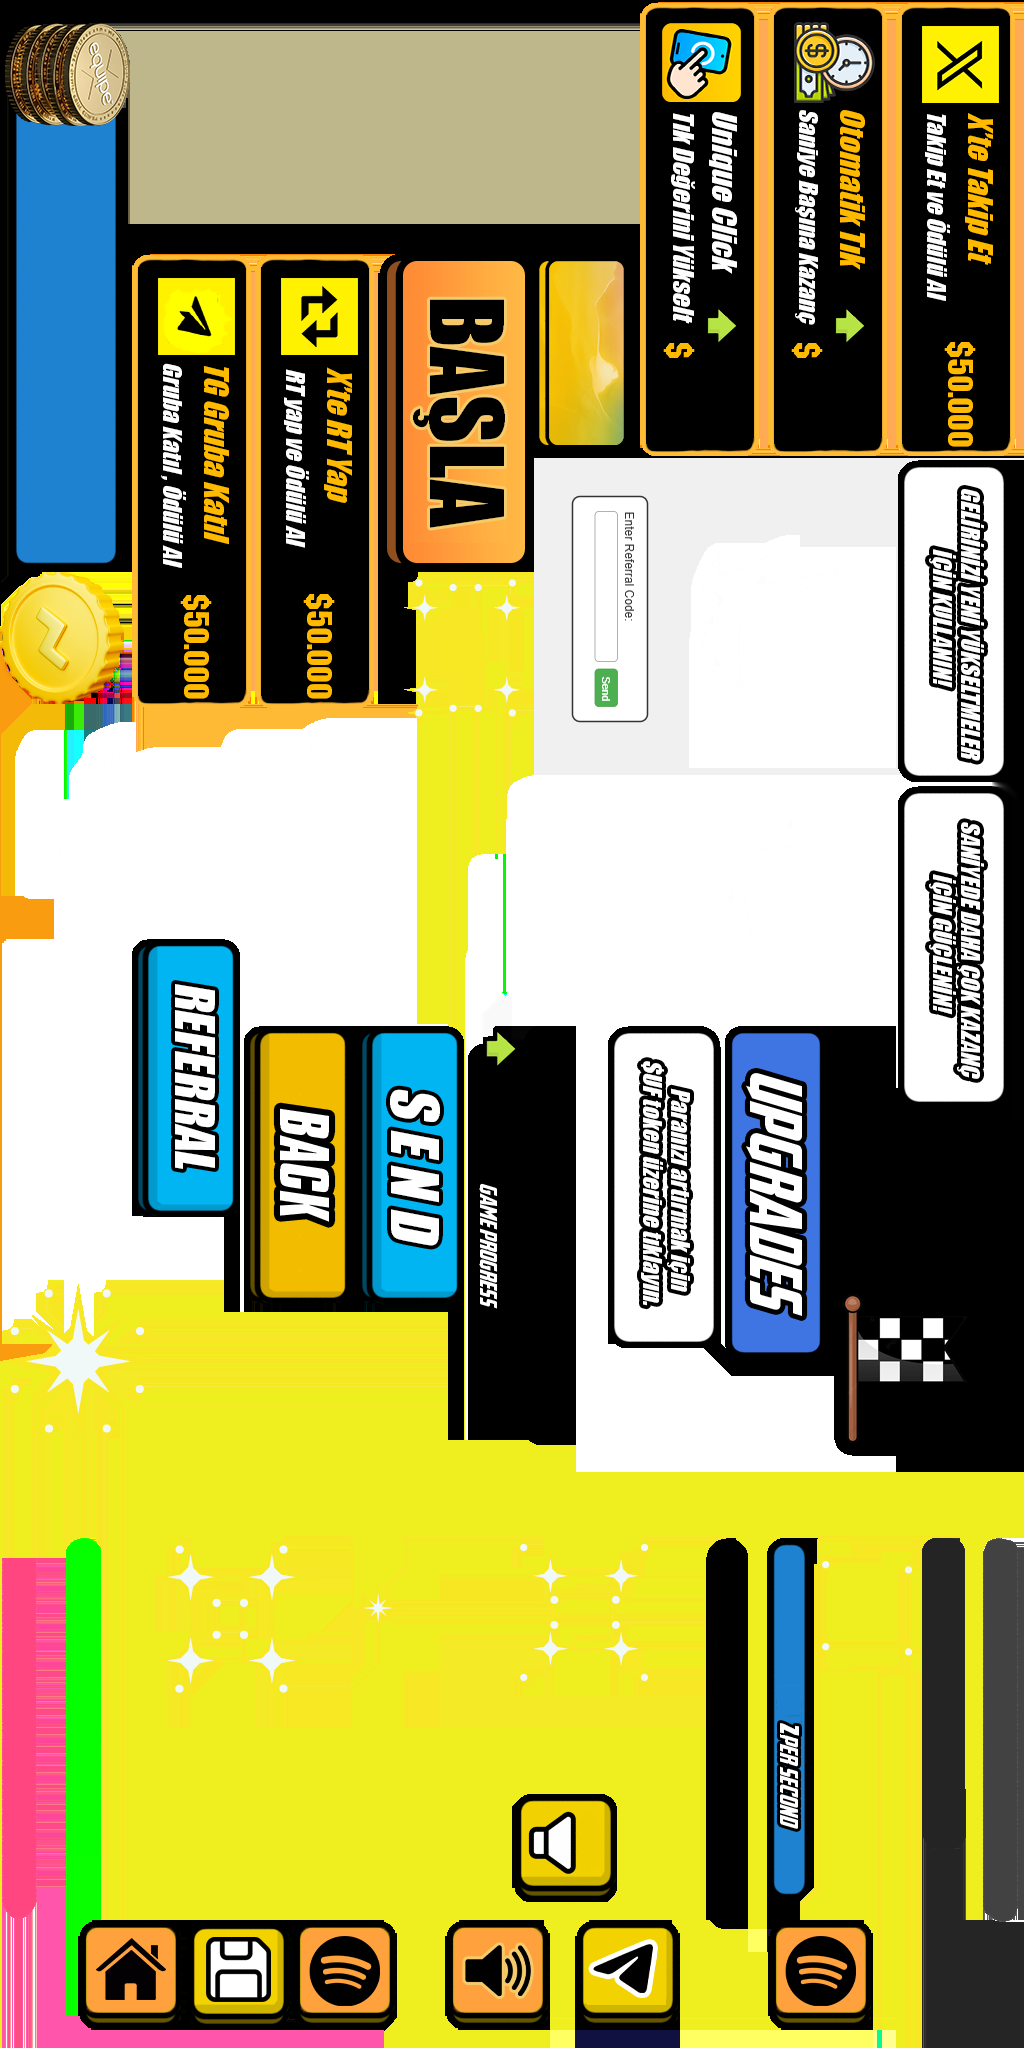 X'te Takip Et
Takip Et ve Ödülü Al
$50.000
Otomatik Tık
Saniye Başına Kazanç
$
Unique Click
Tık Değerini Yükselt
$
equipe
BAŞLA
X'te RT Yap
RT yap ve Ödülü Al
$50.000
TG Gruba Katıl
Gruba Katıl, Ödülü Al
$50.000
GELİRİNİZİ YENİ YÜKSELTMELER
İÇİN KULLANIN!
Enter Referral Code:
Send
SANİYEDE DAHA ÇOK KAZANÇ
İÇİN GÜÇLENİN!
UPGRADES
Paranızı artırmak için
$UF token üzerine tıklayın.
GAME PROGRESS
SEND
BACK
REFERRAL
Z PER SECOND